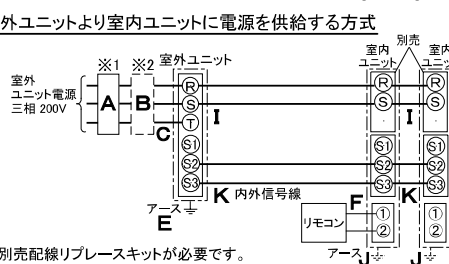 外ユニットより室内ユニットに電源を供給する方式
別売
※1 ※2 室外ユニット
室内
ユニット
室内
ユニ
室外
ユニット電源
三相 200V
A B C
R S T
S1 S2 S3
I
R S
S1 S2 S3
I
R S
S1 S2 S3
K 内外信号線
K
アース
E
F
リモコン
① ②
① ②
アース J
J
別売配線リプレースキットが必要です。